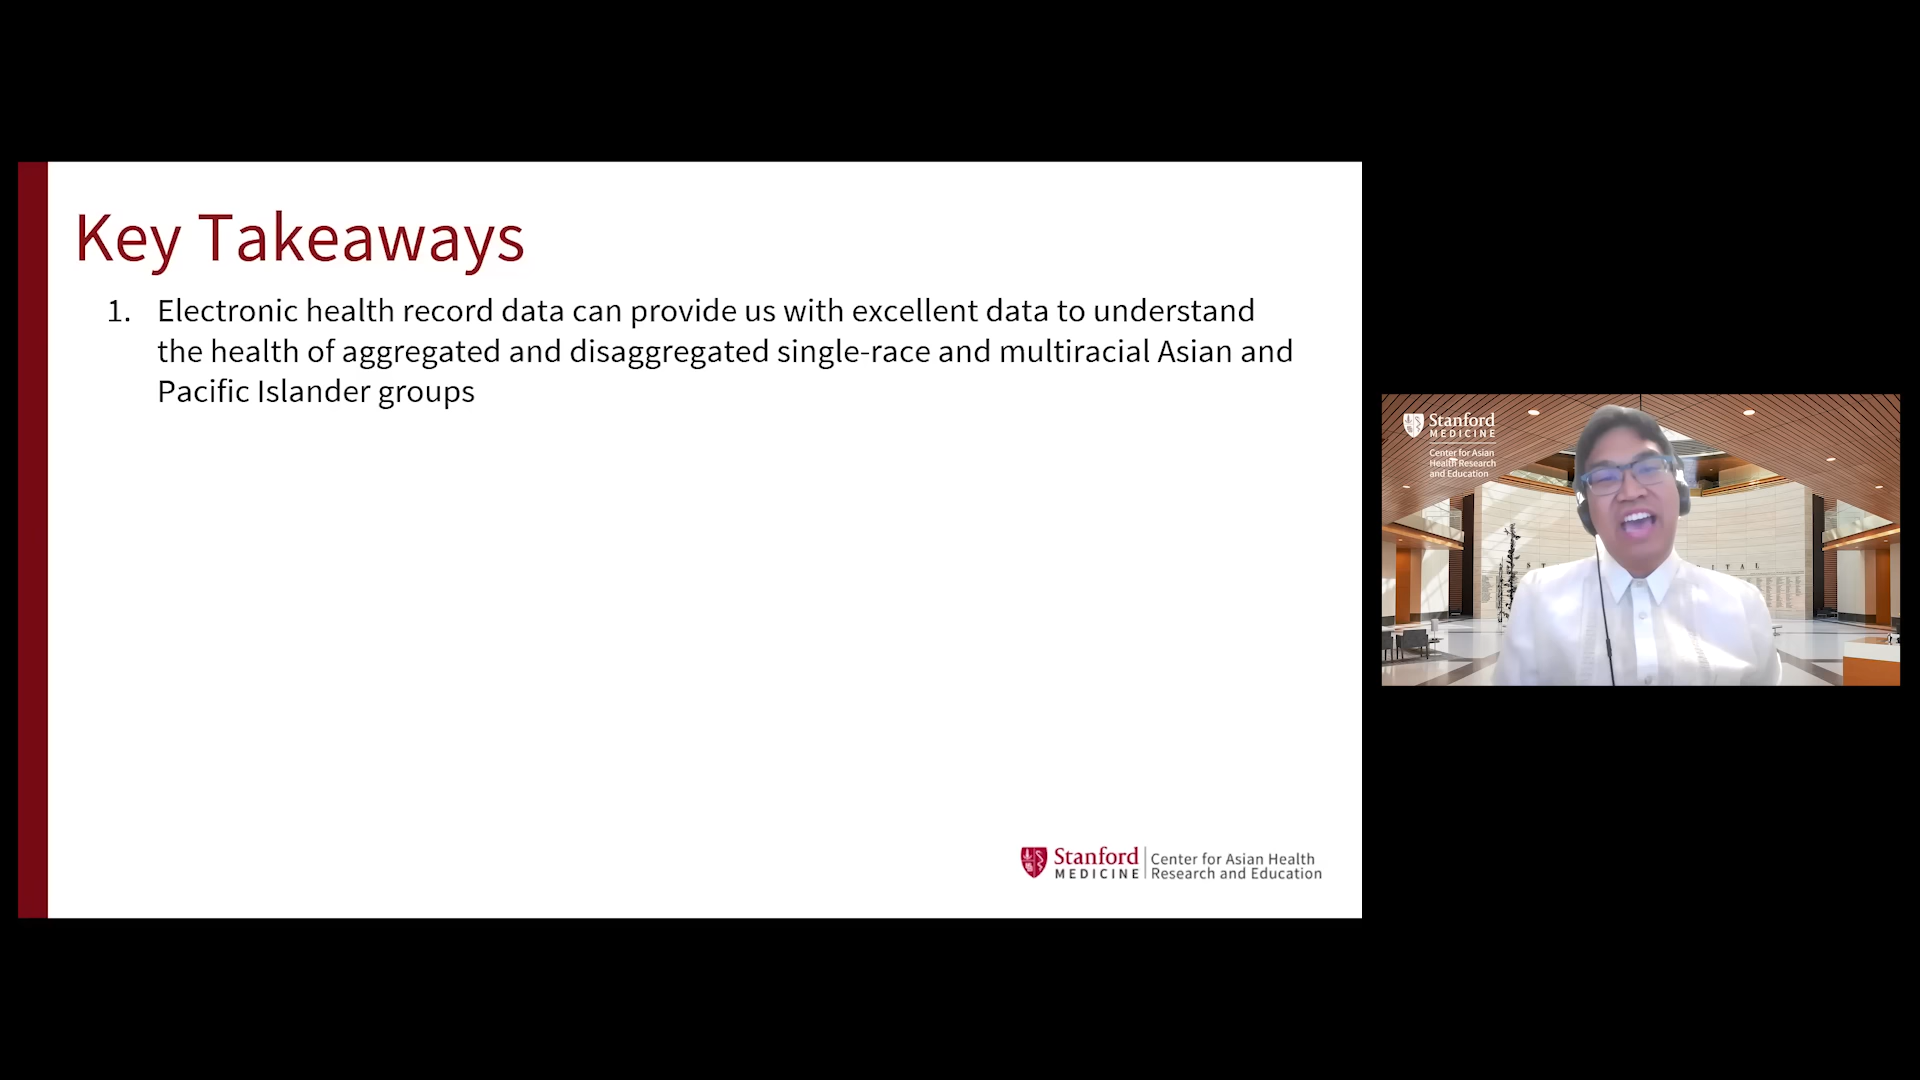 Key Takeaways
1. Electronic health record data can provide us with excellent data to understand
the health of aggregated and disaggregated single-race and multiracial Asian and
Pacific Islander groups
Stanford
MEDICINE
Center for Asian Health
Research and Education
Stanford
MEDICINE
Center for Asian
Health Research
and Education